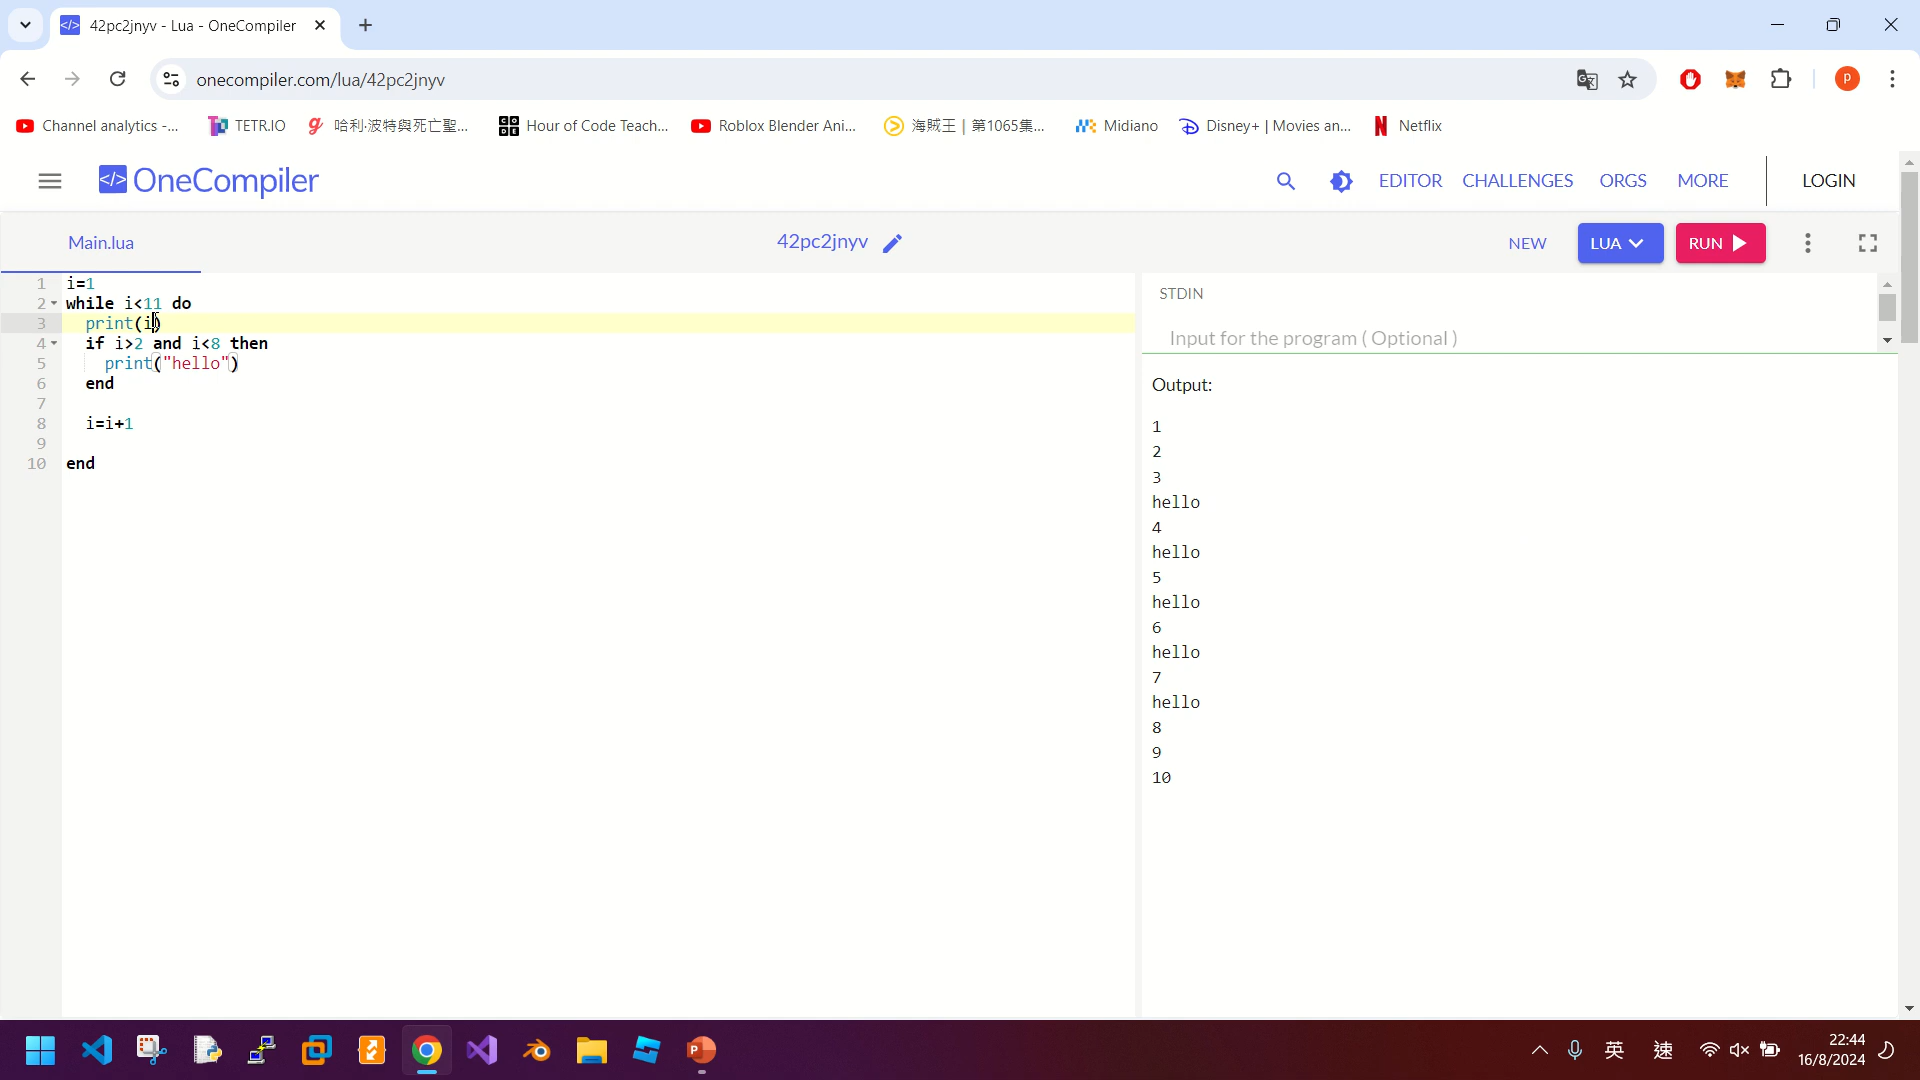 42pc2jnyv - Lua - OneCompiler
onecompiler.com/lua/42pc2jnyv
P
Channel analytics -... TETR.IO 哈利·波特與死亡聖... Hour of Code Teach... Roblox Blender Ani... 海賊王 | 第1065集... Midiano Disney+ | Movies an... Netflix
</> OneCompiler EDITOR CHALLENGES ORGS MORE LOGIN
Main.lua 42pc2jnyv NEW LUA RUN
1 i=1
2 while i<11 do
3 print(i)
4 if i>2 and i<8 then
5 print("hello")
6 end
7
8 i=i+1
9
10 end
STDIN
Input for the program ( Optional )
Output:
1
2
3
hello
4
hello
5
hello
6
hello
7
hello
8
9
10
英 速 22:44
16/8/2024